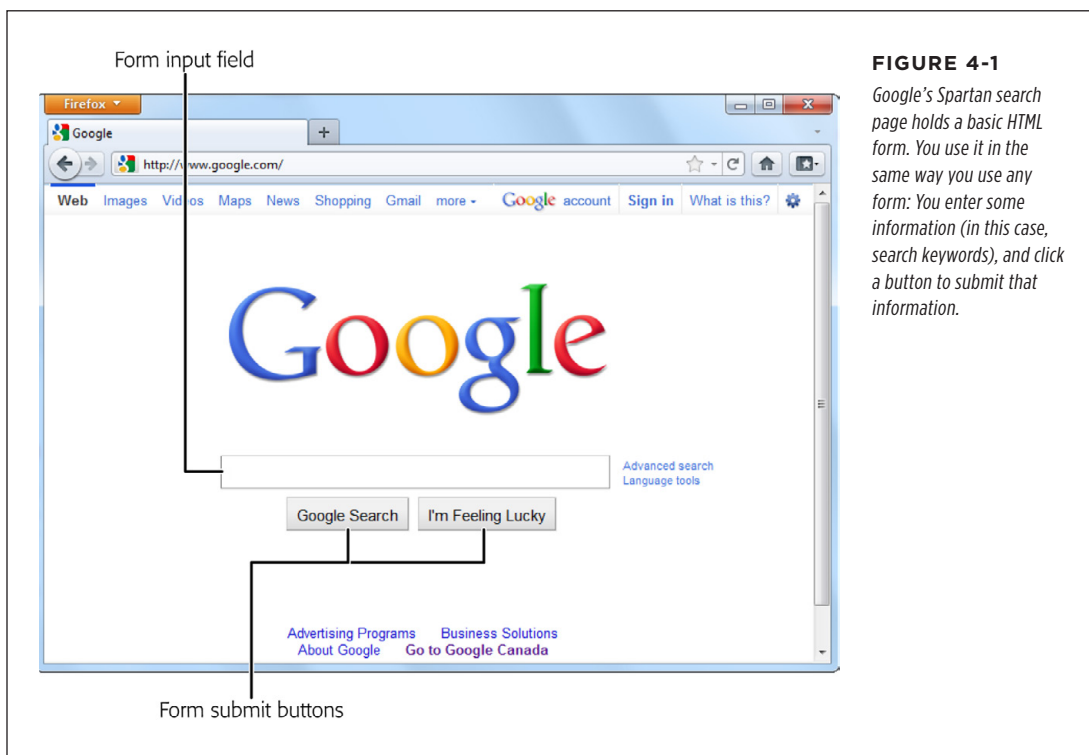 Form input field
Firefox
Google
http://www.google.com/
Web Images Videos Maps News Shopping Gmail more Google account Sign in What is this?
Google
Advanced search
Language tools
Google Search I'm Feeling Lucky
Advertising Programs Business Solutions
About Google Go to Google Canada
Form submit buttons
FIGURE 4-1
Google's Spartan search
page holds a basic HTML
form. You use it in the
same way you use any
form: You enter some
information (in this case,
search keywords), and click
a button to submit that
information.